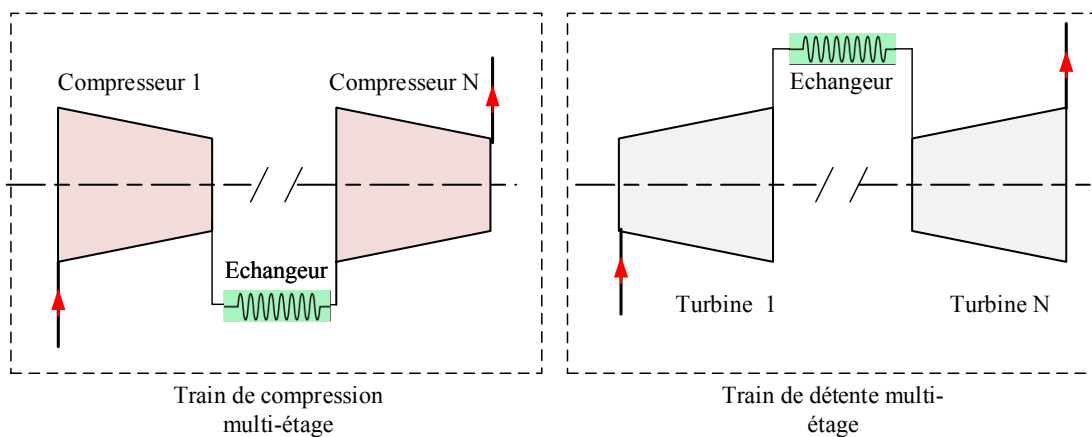 Compresseur 1
Compresseur N
Echangeur
Train de compression
multi-étage
Echangeur
Turbine 1
Turbine N
Train de détente multi-
étage